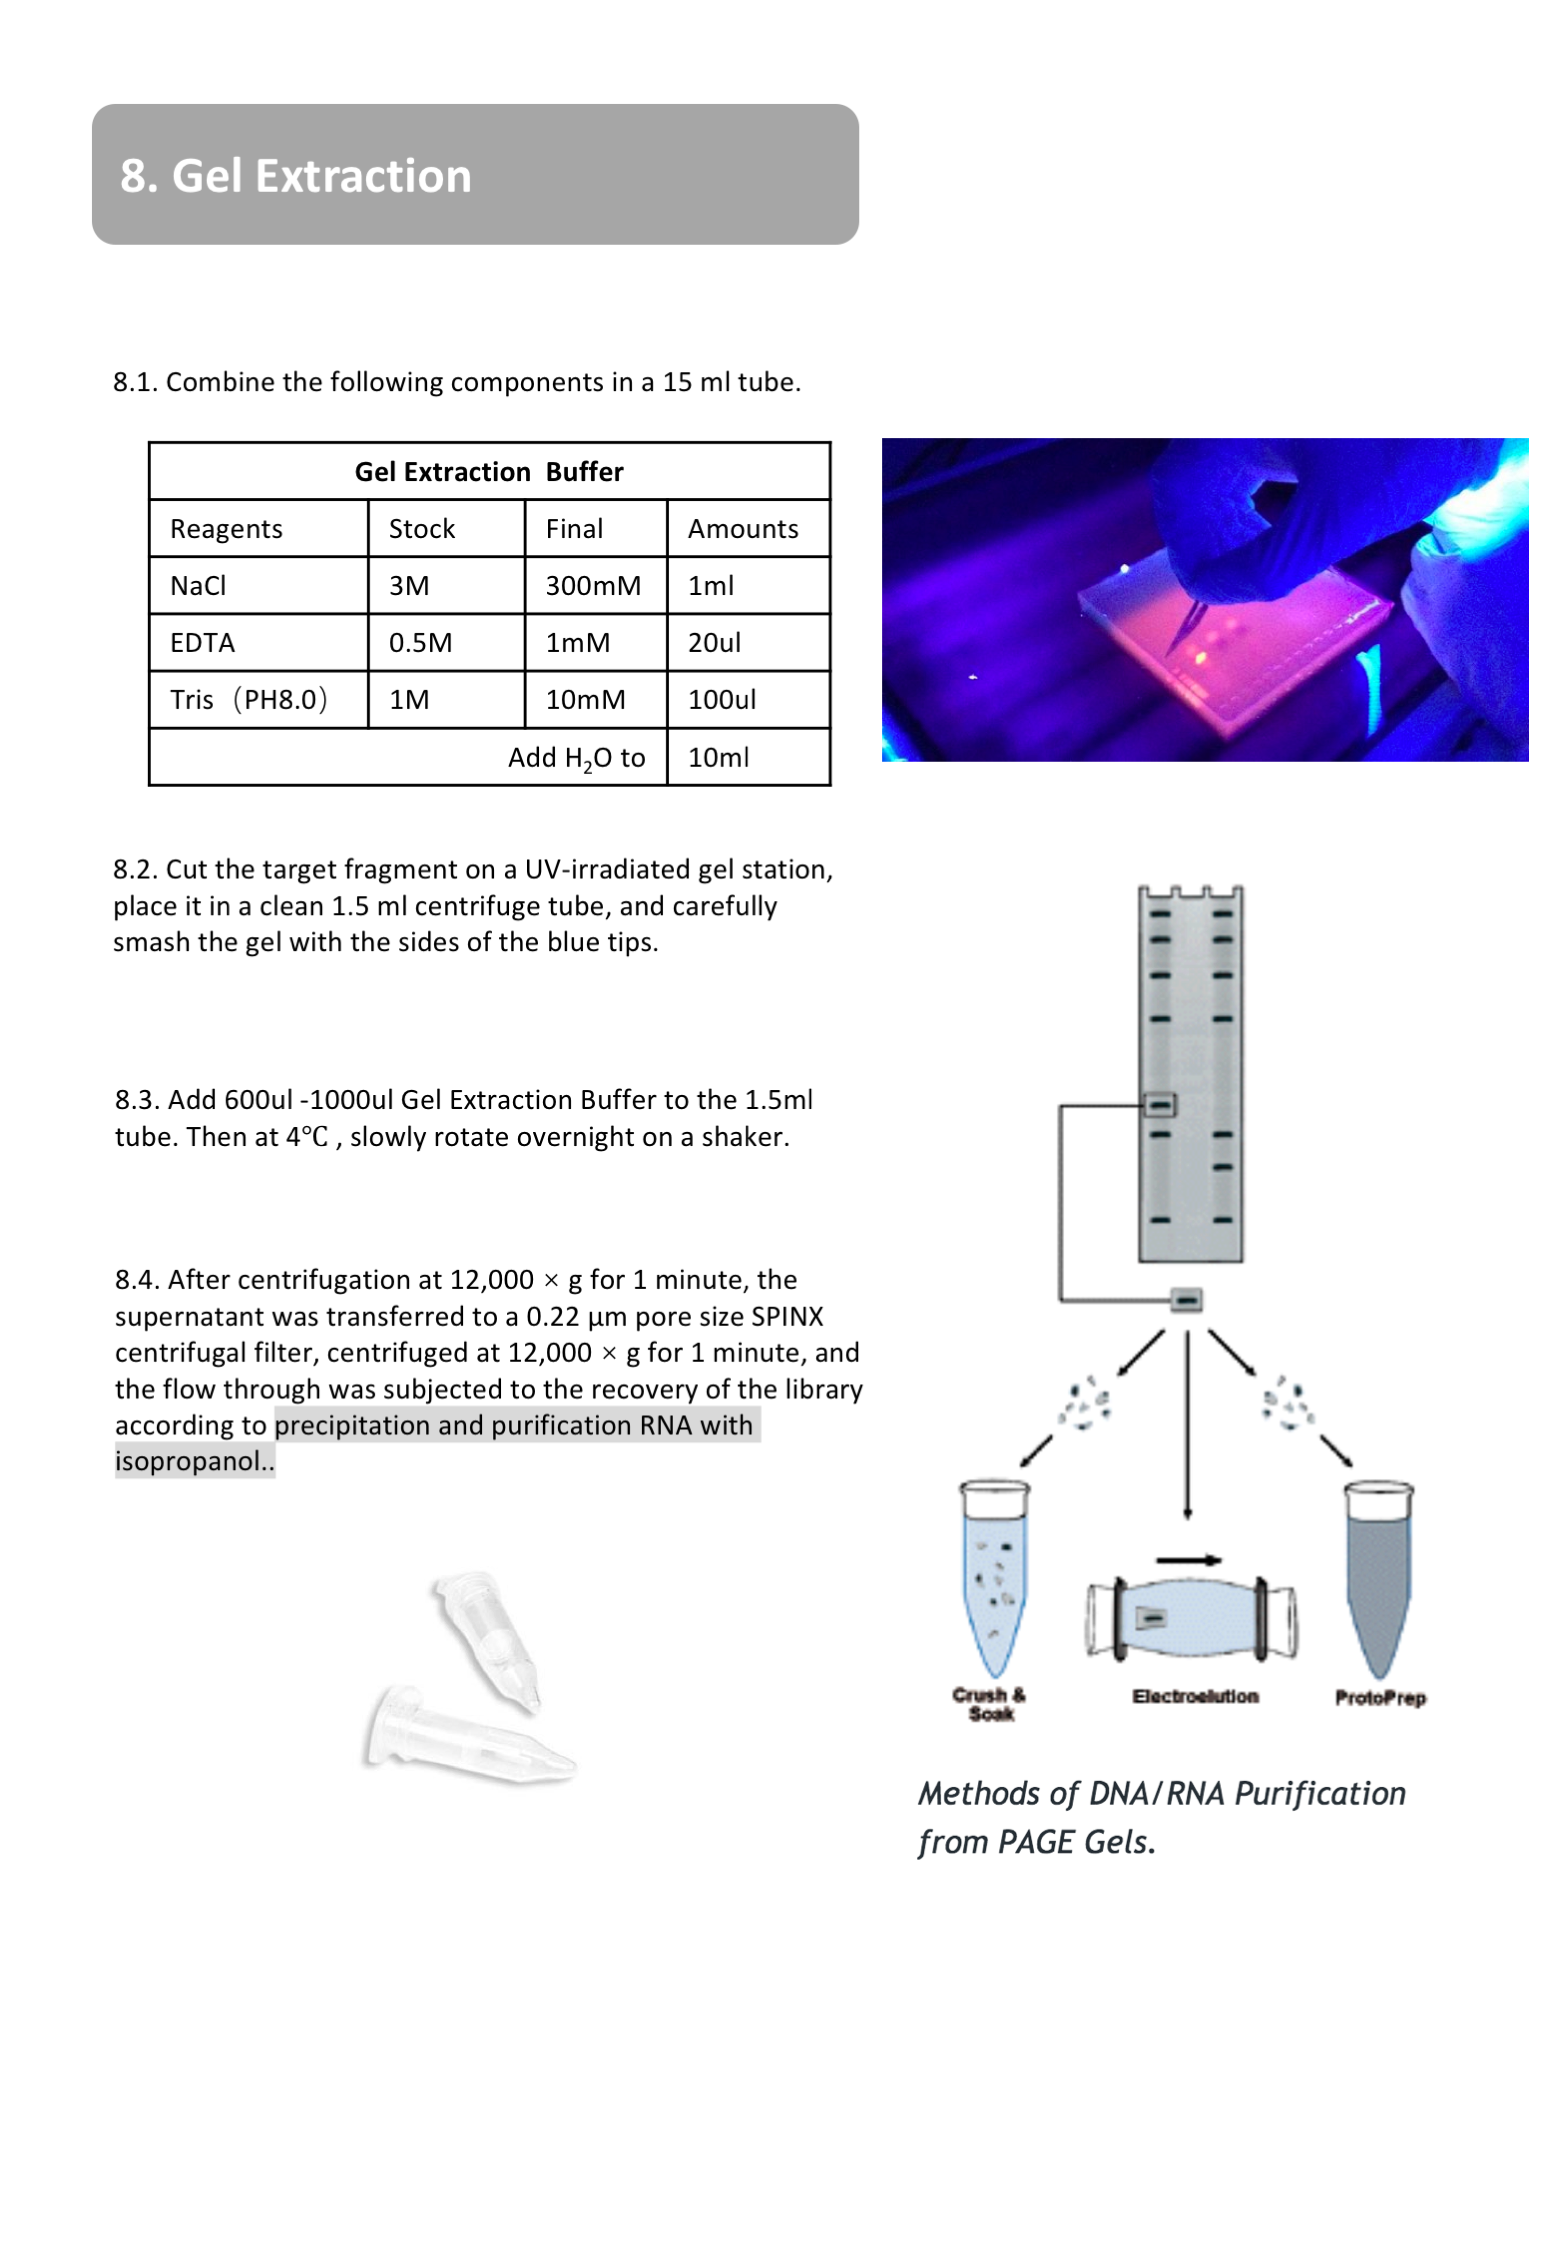 8. Gel Extraction
8.1. Combine the following components in a 15 ml tube.
Gel Extraction  Buffer
Reagents Stock Final Amounts
NaCl 3M 300mM 1ml
EDTA 0.5M 1mM 20ul
Tris（PH8.0） 1M 10mM 100ul
Add H₂O to 10ml
8.2. Cut the target fragment on a UV-irradiated gel station,
place it in a clean 1.5 ml centrifuge tube, and carefully
smash the gel with the sides of the blue tips.
8.3. Add 600ul -1000ul Gel Extraction Buffer to the 1.5ml
tube. Then at 4℃ , slowly rotate overnight on a shaker.
8.4. After centrifugation at 12,000 × g for 1 minute, the
supernatant was transferred to a 0.22 μm pore size SPINX
centrifugal filter, centrifuged at 12,000 × g for 1 minute, and
the flow through was subjected to the recovery of the library
according to precipitation and purification RNA with
isopropanol..
Crush &
Soak
Electroelution
ProtoPrep
Methods of DNA/RNA Purification
from PAGE Gels.